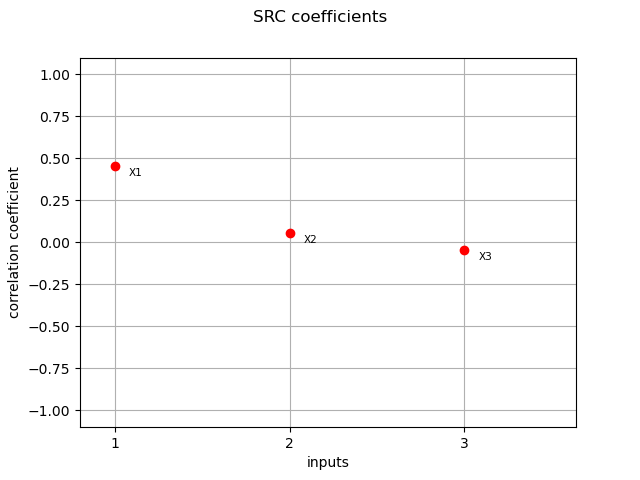 SRC coefficients
1.00
0.75
0.50
0.25
0.00
−0.25
−0.50
−0.75
−1.00
correlation coefficient
X1
X2
X3
1 2 3
inputs